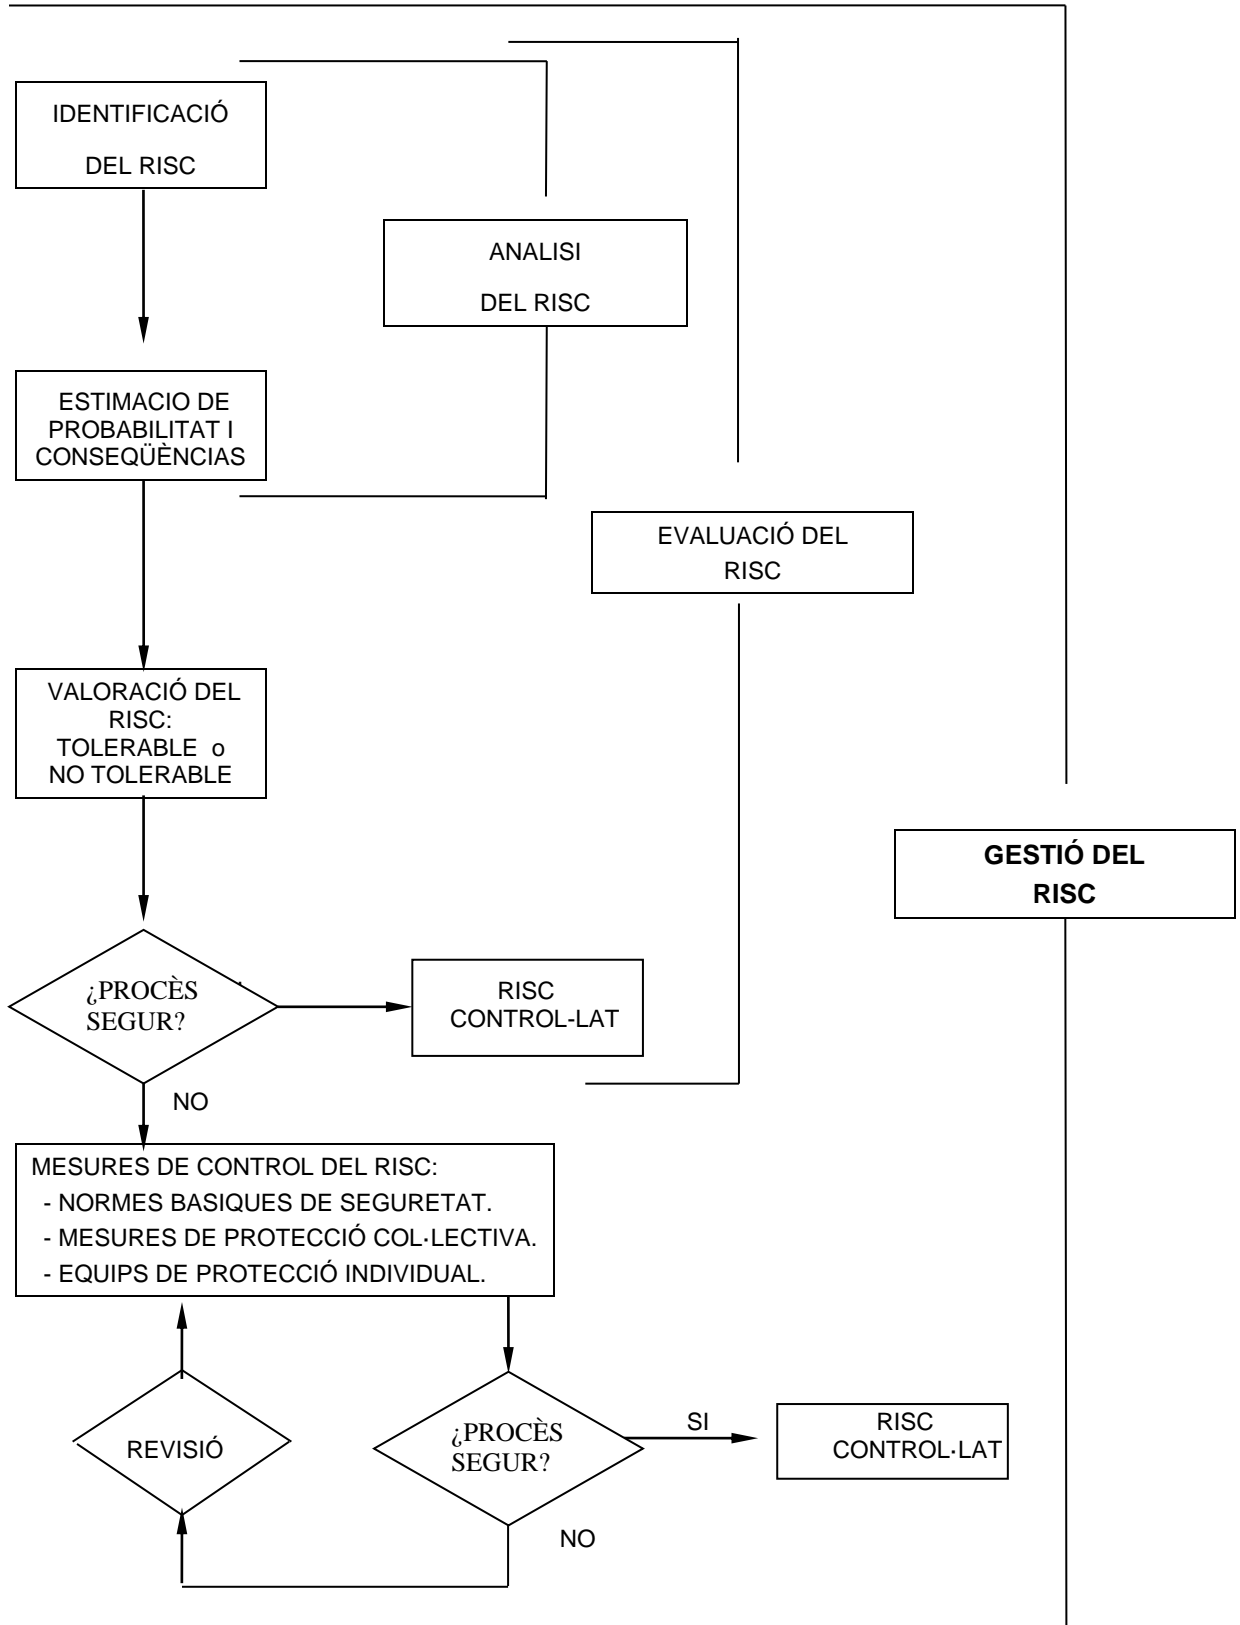 IDENTIFICACIÓ
DEL RISC
ANALISI
DEL RISC
ESTIMACIO DE
PROBABILITAT I
CONSEQÜÈNCIAS
EVALUACIÓ DEL
RISC
VALORACIÓ DEL
RISC:
TOLERABLE o
NO TOLERABLE
GESTIÓ DEL
RISC
¿PROCÈS
SEGUR?
RISC
CONTROL-LAT
NO
MESURES DE CONTROL DEL RISC:
- NORMES BASIQUES DE SEGURETAT.
- MESURES DE PROTECCIÓ COL·LECTIVA.
- EQUIPS DE PROTECCIÓ INDIVIDUAL.
REVISIÓ
¿PROCÈS
SEGUR?
SI
RISC
CONTROL·LAT
NO